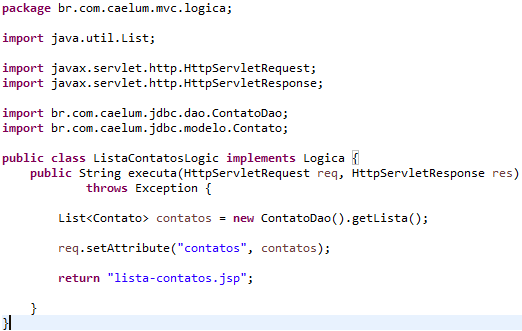 package br.com.caelum.mvc.logica;
import java.util.List;
import javax.servlet.http.HttpServletRequest;
import javax.servlet.http.HttpServletResponse;
import br.com.caelum.jdbc.dao.ContatoDao;
import br.com.caelum.jdbc.modelo.Contato;
public class ListaContatosLogic implements Logica {
    public String executa(HttpServletRequest req, HttpServletResponse res)
            throws Exception {
        List<Contato> contatos = new ContatoDao().getLista();
        req.setAttribute("contatos", contatos);
        return "lista-contatos.jsp";
    }
}